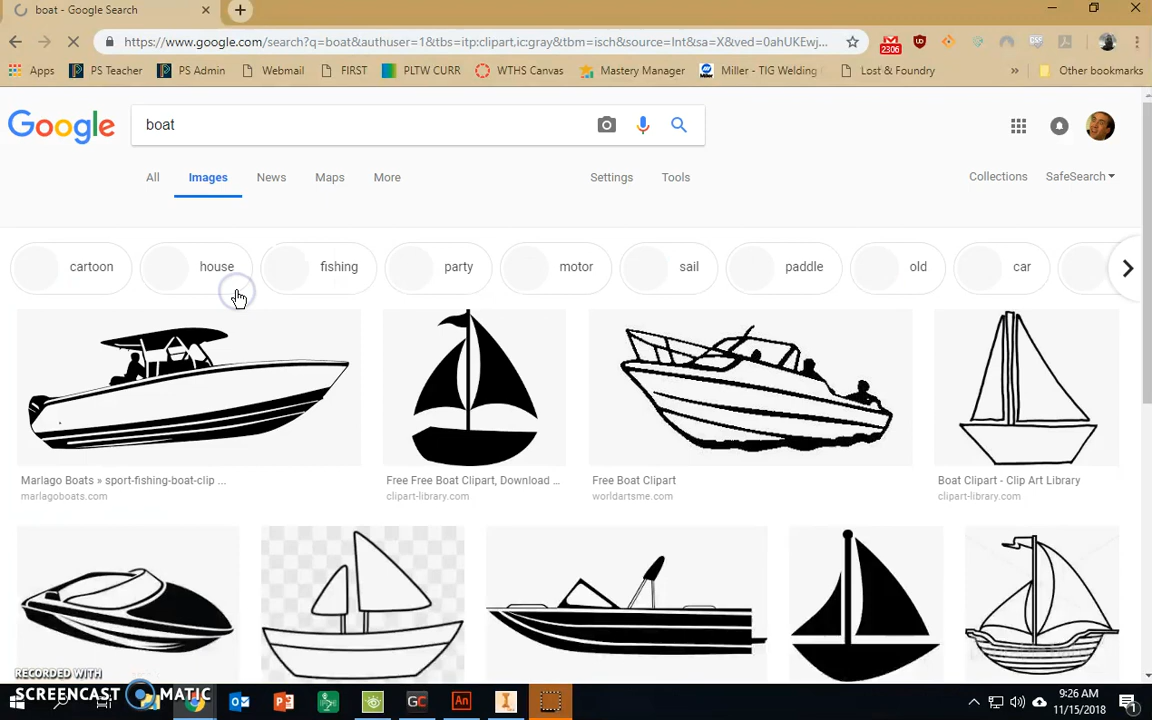 boat - Google Search
https://www.google.com/search?q=boat&authuser=1&tbs=itp:clipart,ic:gray&tbm=isch&source=lnt&sa=X&ved=0ahUKEwj...
2306
Apps PS Teacher PS Admin Webmail FIRST PLTW CURR WTHS Canvas Mastery Manager Miller - TIG Welding Lost & Foundry » Other bookmarks
Google boat
All Images News Maps More Settings Tools Collections SafeSearch
cartoon house fishing party motor sail paddle old car
Marlago Boats » sport-fishing-boat-clip ... Free Free Boat Clipart, Download ... Free Boat Clipart Boat Clipart - Clip Art Library
marlagoboats.com clipart-library.com worldartsme.com clipart-library.com
RECORDED WITH
SCREENCAST MATIC
GC An I
9:26 AM
11/15/2018
1